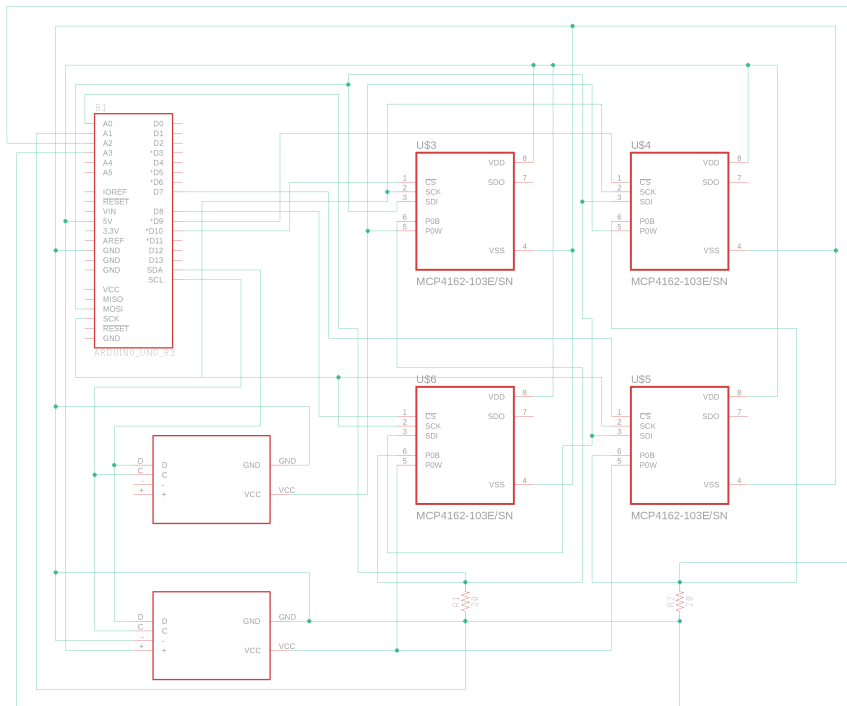 B1
A0 D0
A1 D1
A2 D2
A3 *D3
A4 D4
A5 *D5
*D6
IOREF D7
RESET
VIN D8
5V *D9
3.3V *D10
AREF *D11
GND D12
GND D13
GND SDA
SCL
VCC
MISO
MOSI
SCK
RESET
GND
ARDUINO_UNO_R3
U$3
8 VDD
1 CS
7 SDO
2 SCK
3 SDI
6 P0B
5 P0W
4 VSS
MCP4162-103E/SN
U$4
8 VDD
1 CS
7 SDO
2 SCK
3 SDI
6 P0B
5 P0W
4 VSS
MCP4162-103E/SN
U$6
8 VDD
1 CS
7 SDO
2 SCK
3 SDI
6 P0B
5 P0W
4 VSS
MCP4162-103E/SN
U$5
8 VDD
1 CS
7 SDO
2 SCK
3 SDI
6 P0B
5 P0W
4 VSS
MCP4162-103E/SN
D D GND GND
C C
- -
+ + VCC VCC
D D GND GND
C C
- -
+ + VCC VCC
R1
20
R2
20